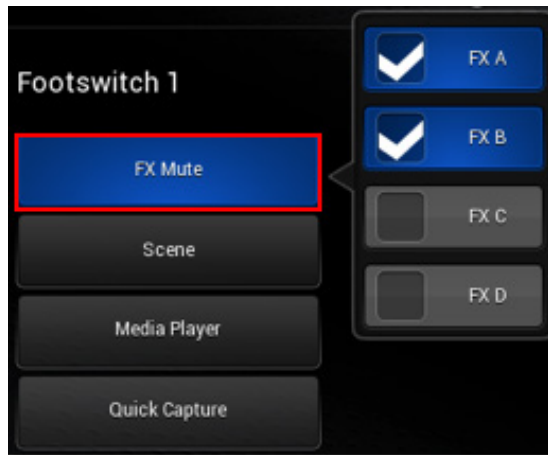 Footswitch 1
FX Mute
Scene
Media Player
Quick Capture
FX A
FX B
FX C
FX D